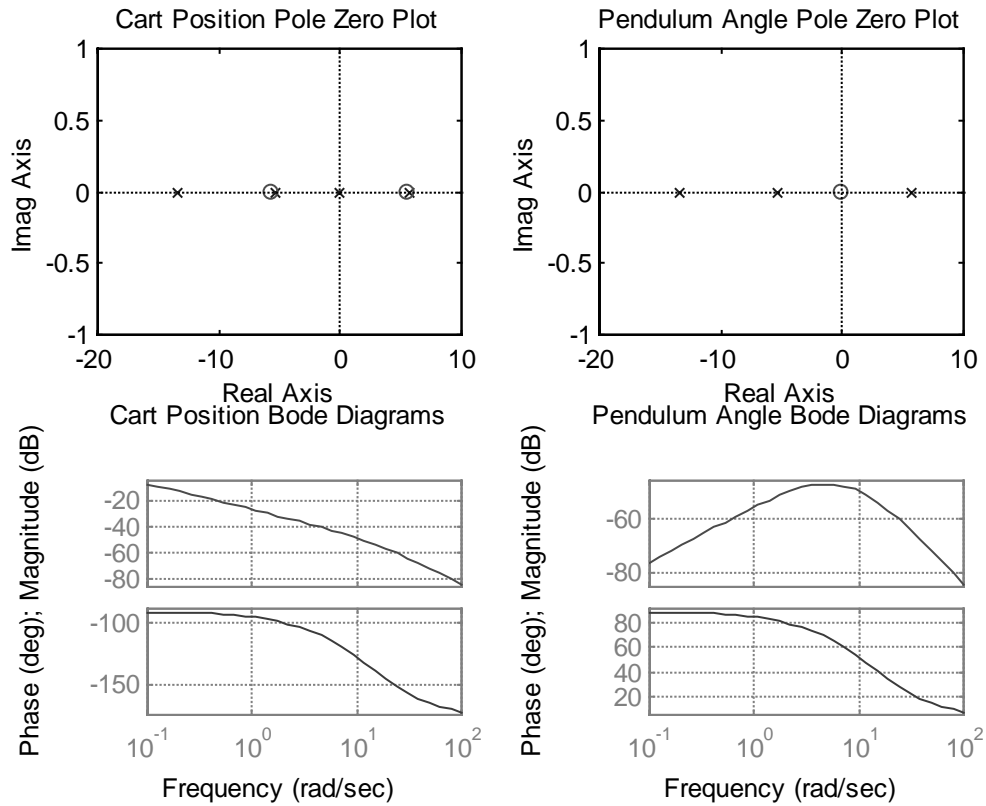 Cart Position Pole Zero Plot
1
0.5
0
-0.5
-1
-20 -10 0 10
Imag Axis
Real Axis
Pendulum Angle Pole Zero Plot
1
0.5
0
-0.5
-1
-20 -10 0 10
Imag Axis
Real Axis
Cart Position Bode Diagrams
-20
-40
-60
-80
-100
-150
10^-1 10^0 10^1 10^2
Phase (deg); Magnitude (dB)
Frequency (rad/sec)
Pendulum Angle Bode Diagrams
-60
-80
80
60
40
20
10^-1 10^0 10^1 10^2
Phase (deg); Magnitude (dB)
Frequency (rad/sec)